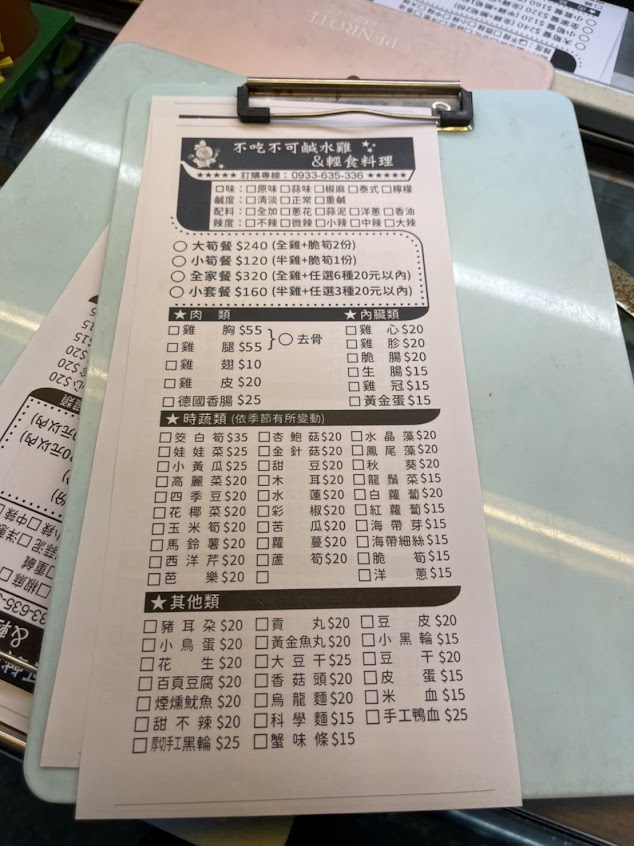 PENROTE
不吃不可鹹水雞
&輕食料理
★★★★★ 訂購專線：0933-635-336 ★★★★★
口味：□原味□蒜味□椒麻□泰式□檸檬
鹹度：□清淡□正常□重鹹
配料：□全加□蔥花□蒜泥□洋蔥□香油
辣度：□不辣□微辣□小辣□中辣□大辣
○ 大筍餐 $240 (全雞+脆筍2份)
○ 小筍餐 $120 (半雞+脆筍1份)
○ 全家餐 $320 (全雞+任選6種20元以內)
○ 小套餐 $160 (半雞+任選3種20元以內)
★ 肉 類
□ 雞 胸 $55
□ 雞 腿 $55
○ 去骨
□ 雞 翅 $10
□ 雞 皮 $20
□ 德國香腸 $25
★ 內臟類
□ 雞 心 $20
□ 雞 胗 $20
□ 脆 腸 $20
□ 生 腸 $15
□ 雞 冠 $15
□ 黃金蛋 $15
★ 時蔬類 (依季節有所變動)
□ 茭白筍 $35 □ 杏鮑菇 $20 □ 水晶藻 $20
□ 娃娃菜 $25 □ 金針菇 $20 □ 鳳尾藻 $20
□ 小黃瓜 $25 □ 甜 豆 $20 □ 秋 葵 $20
□ 高麗菜 $20 □ 木 耳 $20 □ 龍鬚菜 $15
□ 四季豆 $20 □ 水 蓮 $20 □ 白蘿蔔 $20
□ 花椰菜 $20 □ 彩 椒 $20 □ 紅蘿蔔 $15
□ 玉米筍 $20 □ 苦 瓜 $20 □ 海帶芽 $15
□ 馬鈴薯 $20 □ 蘿 蔓 $20 □ 海帶細絲 $15
□ 西洋芹 $20 □ 蘆 筍 $20 □ 脆 筍 $15
□ 芭 樂 $20 □ □ 洋 蔥 $15
★ 其他類
□ 豬耳朵 $20 □ 貢 丸 $20 □ 豆 皮 $20
□ 小鳥蛋 $20 □ 黃金魚丸 $20 □ 小黑輪 $15
□ 花 生 $20 □ 大豆干 $25 □ 豆 干 $20
□ 百頁豆腐 $20 □ 香菇頭 $20 □ 皮 蛋 $15
□ 煙燻魷魚 $20 □ 烏龍麵 $20 □ 米 血 $15
□ 甜不辣 $20 □ 科學麵 $15 □ 手工鴨血 $25
□ 厚切手工黑輪 $25 □ 蟹味條 $15